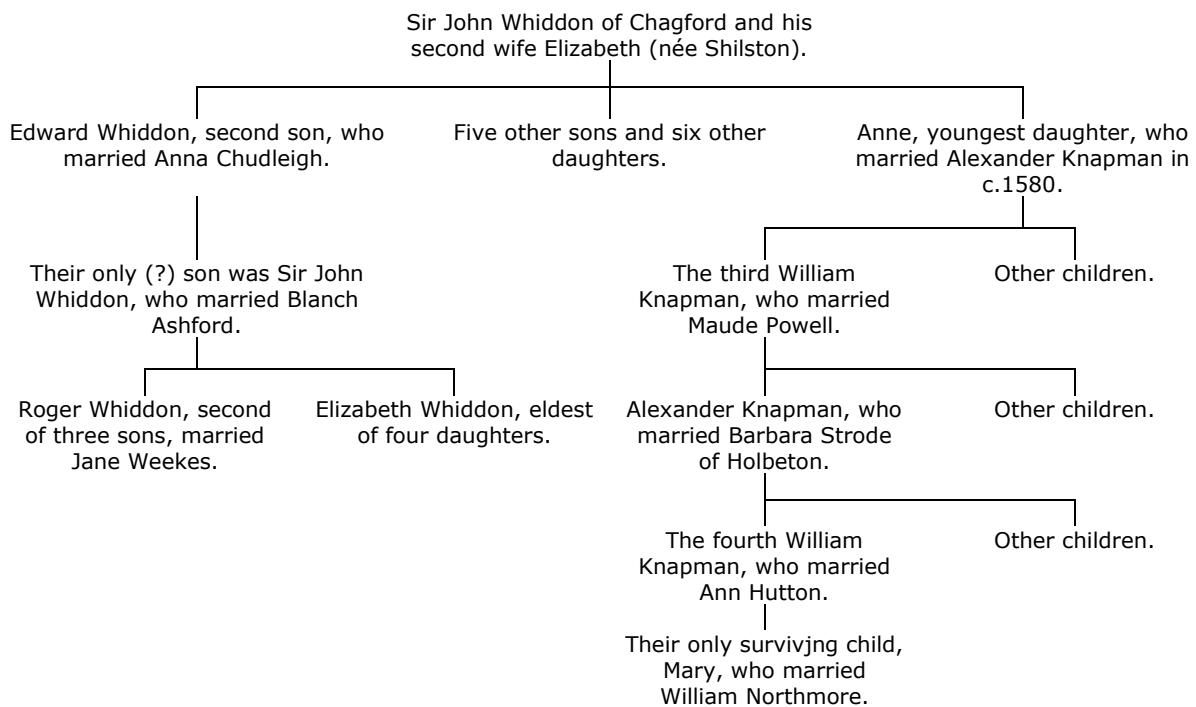 Sir John Whiddon of Chagford and his
second wife Elizabeth (née Shilston).
Edward Whiddon, second son, who
married Anna Chudleigh.
Five other sons and six other
daughters.
Anne, youngest daughter, who
married Alexander Knapman in
c.1580.
Their only (?) son was Sir John
Whiddon, who married Blanch
Ashford.
The third William
Knapman, who married
Maude Powell.
Other children.
Roger Whiddon, second
of three sons, married
Jane Weekes.
Elizabeth Whiddon, eldest
of four daughters.
Alexander Knapman, who
married Barbara Strode
of Holbeton.
Other children.
The fourth William
Knapman, who married
Ann Hutton.
Other children.
Their only survivjng child,
Mary, who married
William Northmore.